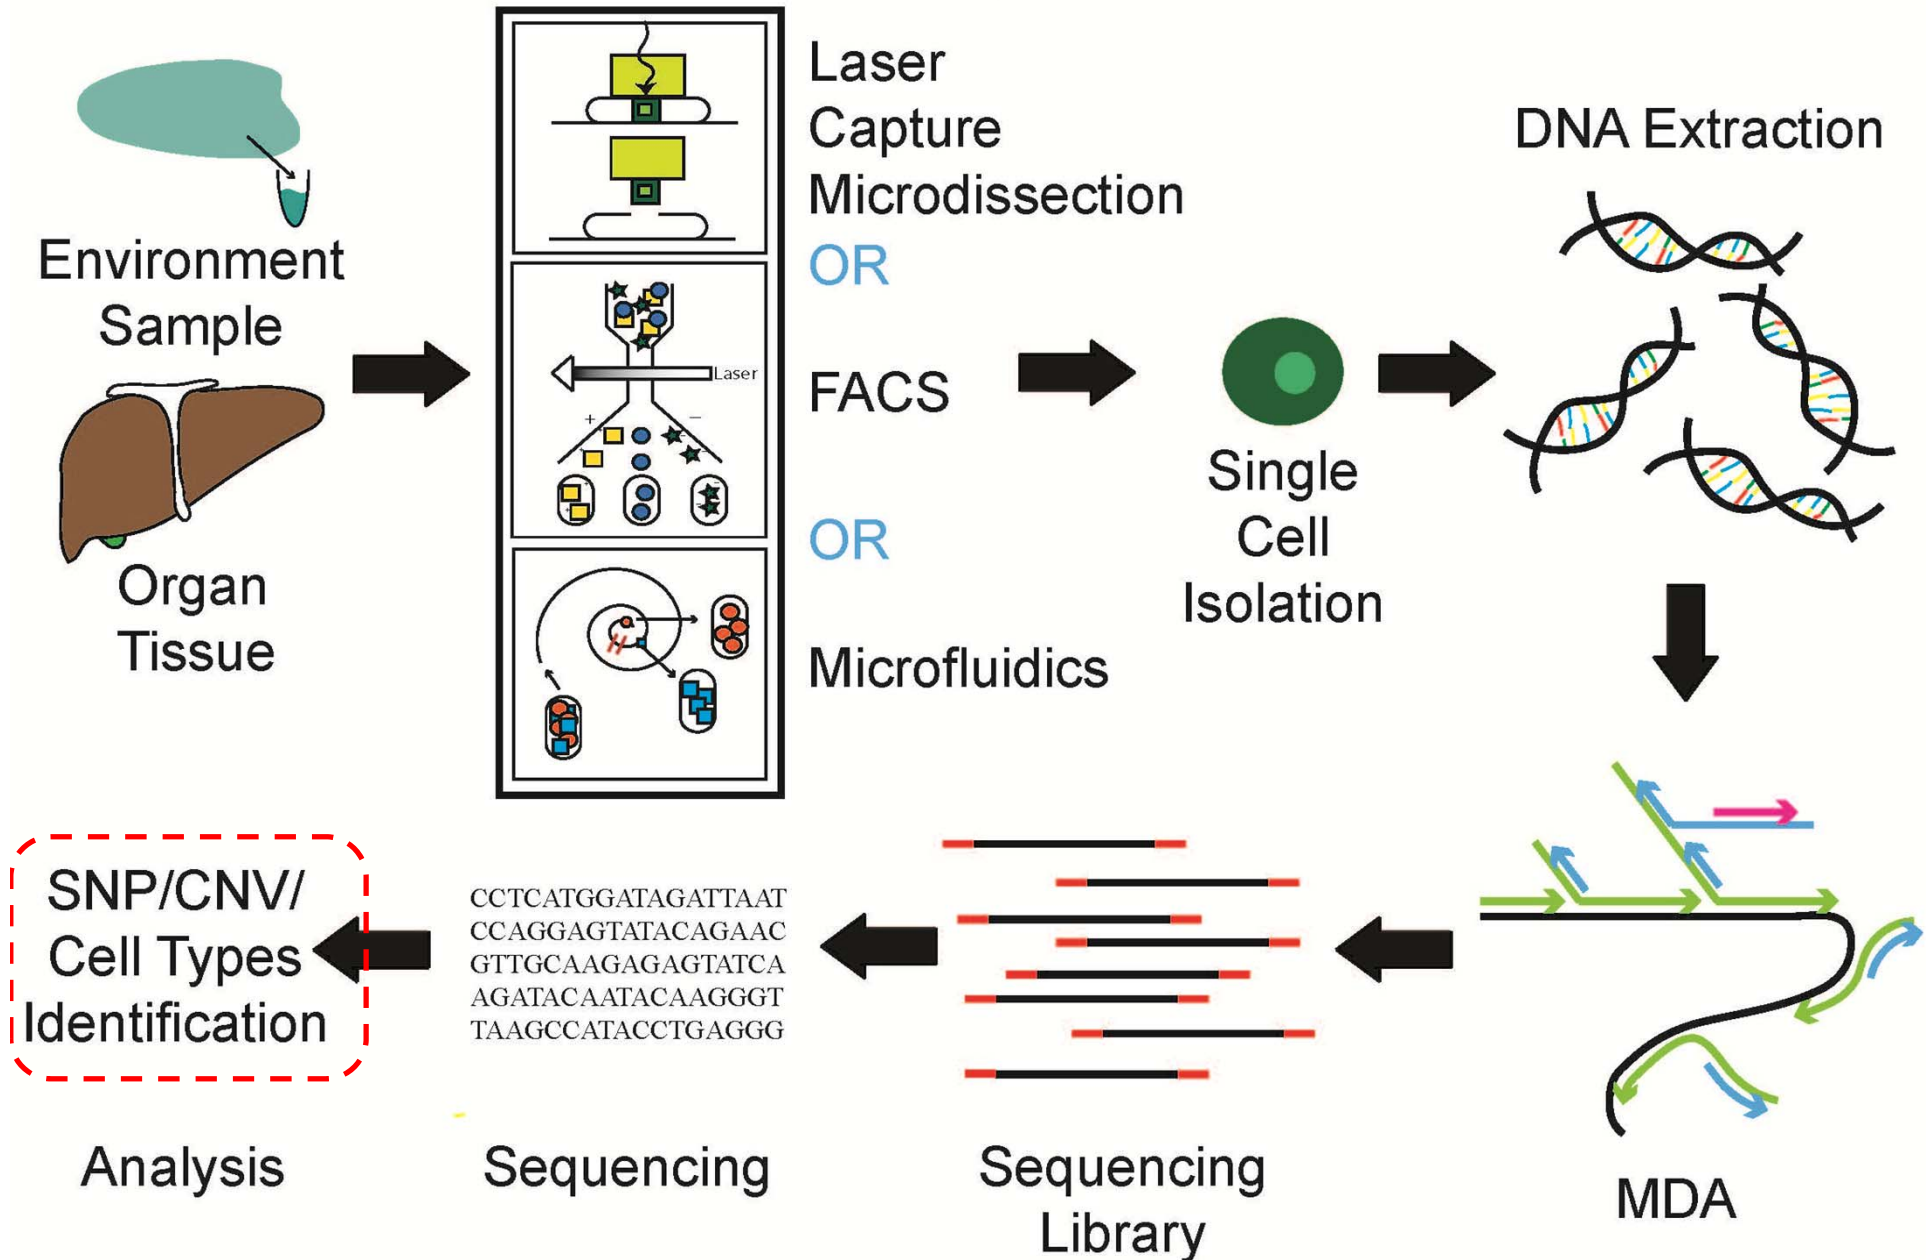 Environment
Sample
Organ
Tissue
Laser
Capture
Microdissection
OR
FACS
OR
Microfluidics
Laser
+
−
Single
Cell
Isolation
DNA Extraction
MDA
Sequencing
Library
CCTCATGGATAGATTAAT
CCAGGAGTATACAGAAC
GTTGCAAGAGAGTATCA
AGATACAATACAAGGGT
TAAGCCATACCTGAGGG
Sequencing
SNP/CNV/
Cell Types
Identification
Analysis